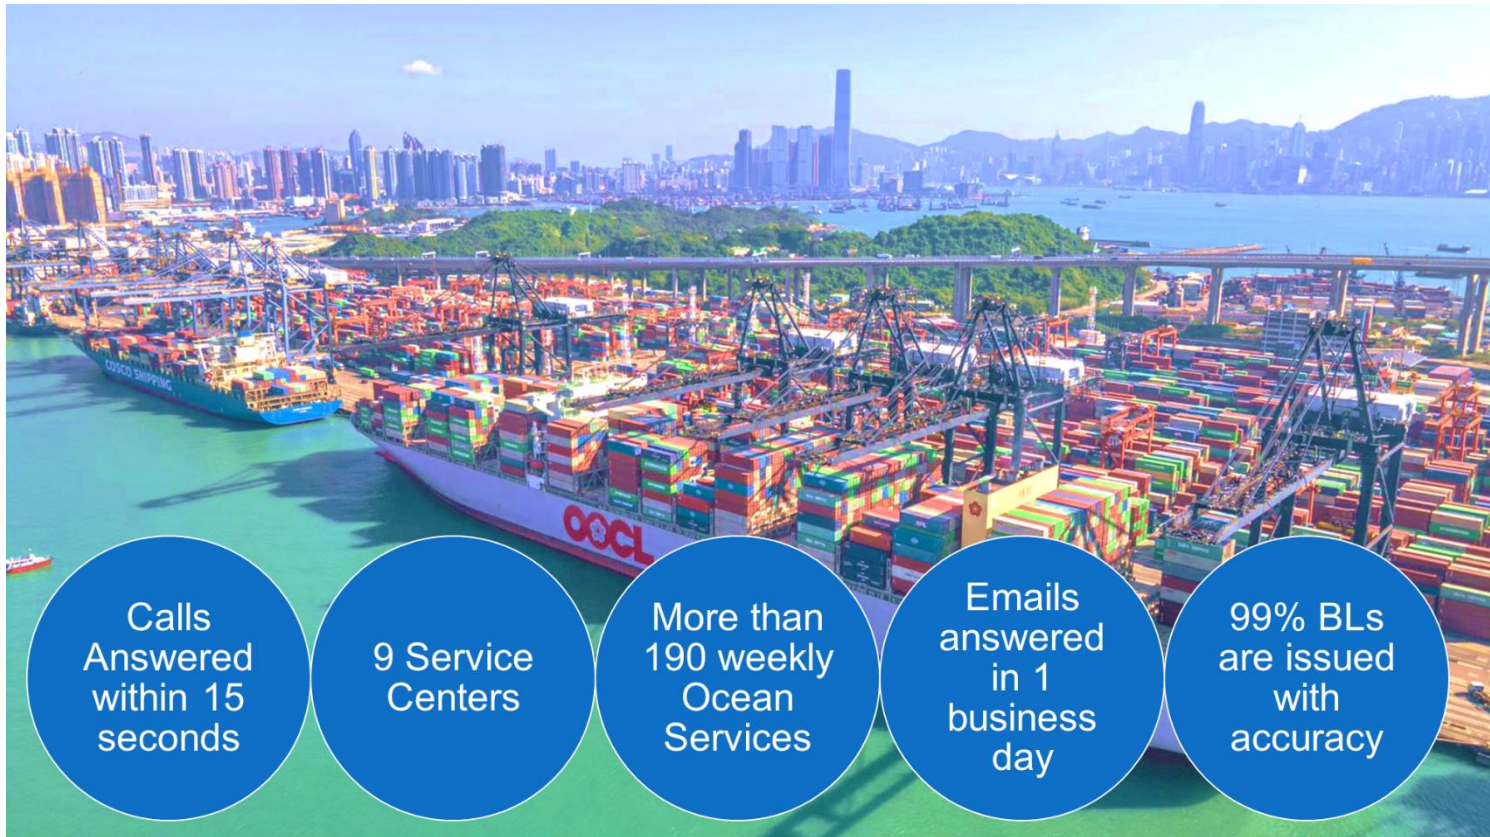 COSCO SHIPPING
OOCL
Calls
Answered
within 15
seconds
9 Service
Centers
More than
190 weekly
Ocean
Services
Emails
answered
in 1
business
day
99% BLs
are issued
with
accuracy